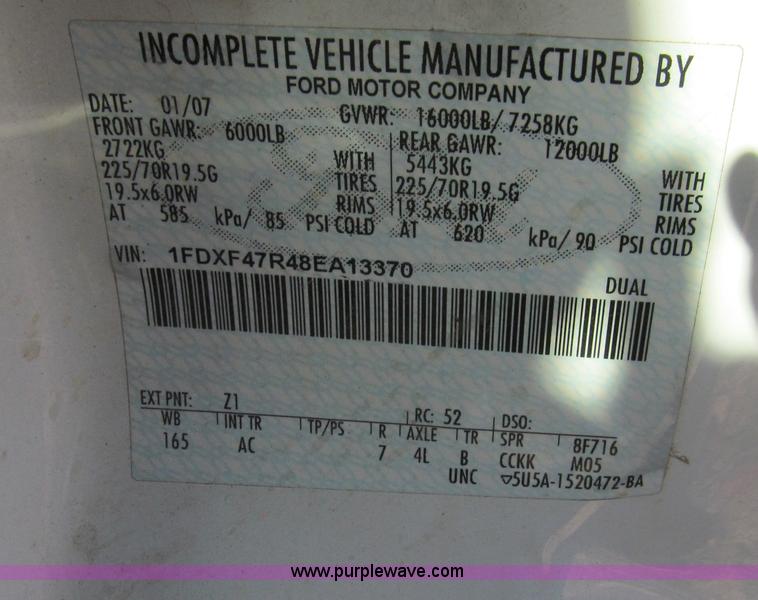 INCOMPLETE VEHICLE MANUFACTURED BY
FORD MOTOR COMPANY
DATE: 01/07 GVWR: 16000LB/ 7258KG
FRONT GAWR: 6000LB REAR GAWR: 12000LB
2722KG WITH 5443KG WITH
225/70R19.5G TIRES 225/70R19.5G TIRES
19.5x6.0RW RIMS 19.5x6.0RW RIMS
AT 585 kPa/ 85 PSI COLD AT 620 kPa/ 90 PSI COLD
VIN: 1FDXF47R48EA13370
DUAL
EXT PNT: Z1 RC: 52 DSO:
WB INT TR TP/PS R AXLE TR SPR 8F716
165 AC 7 4L B CCKK M05
UNC ▽5U5A-1520472-BA
www.purplewave.com